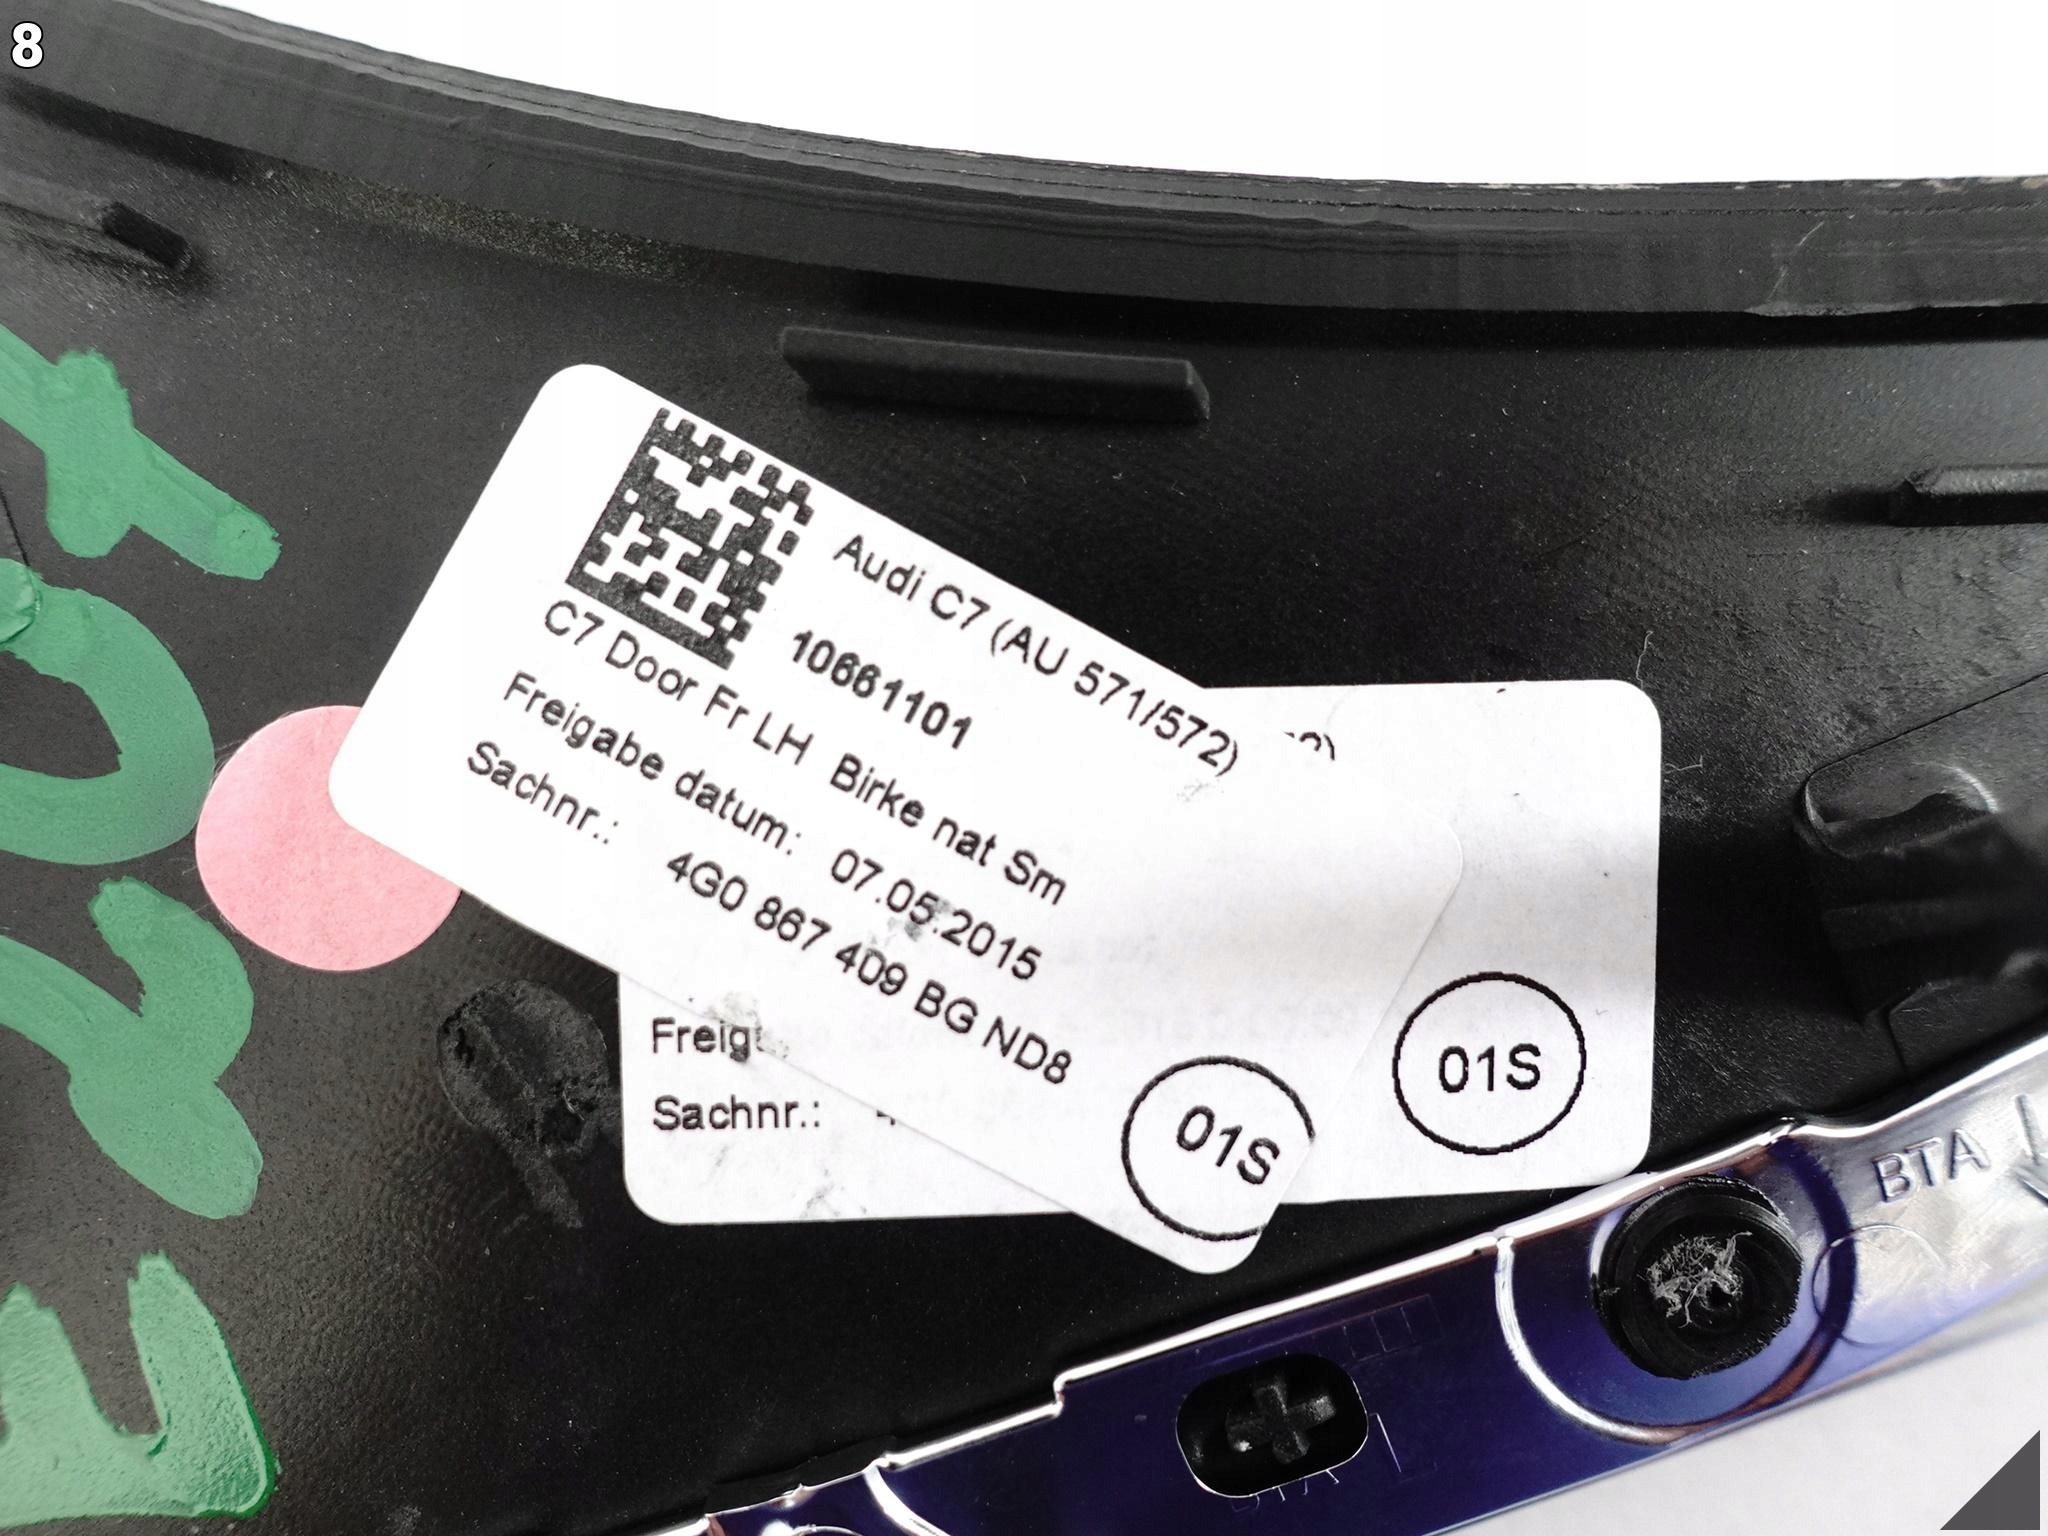 8
Audi C7 (AU 571/572)
10661101
C7 Door Fr LH Birke nat Sm
Freigabe datum: 07.05.2015
Sachnr.: 4G0 867 409 BG ND8
01S
Sachnr.:
01S
BTA